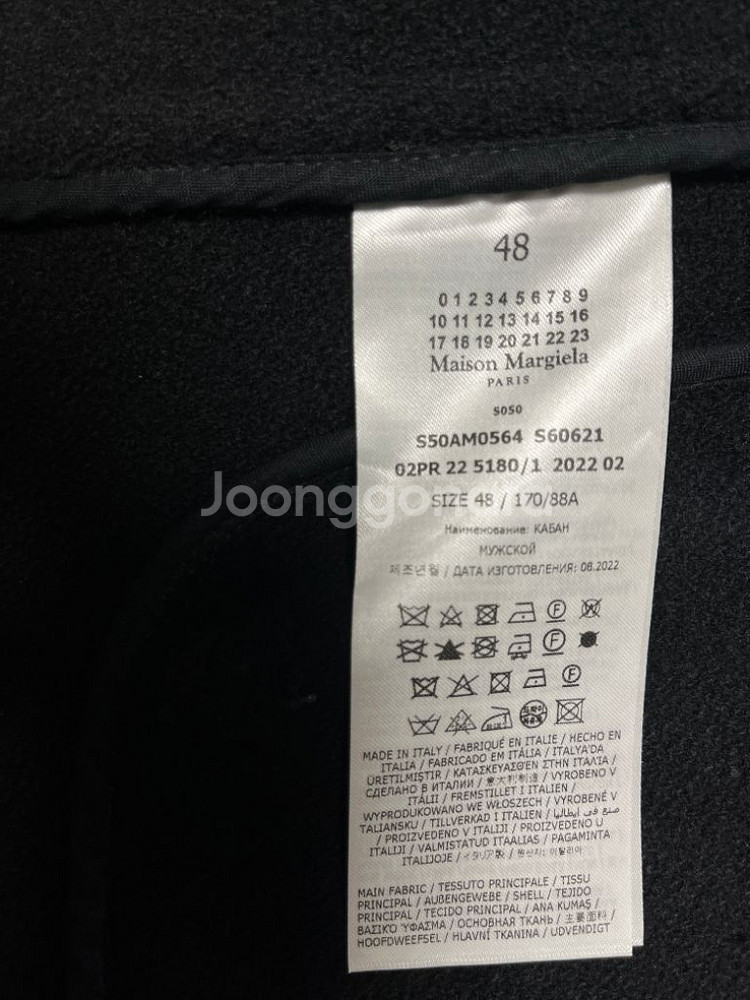 48
0 1 2 3 4 5 6 7 8 9
10 11 12 13 14 15 16
17 18 19 20 21 22 23
Maison Margiela
PARIS
S050
S50AM0564 S60621
02PR 22 5180/1 2022 02
Joonggo
SIZE 48 / 170/88A
Наименование: КАБАН
МУЖСКОЙ
제조년월 / ДАТА ИЗГОТОВЛЕНИЯ: 08.2022
MADE IN ITALY / FABRIQUÉ EN ITALIE / HECHO EN
ITALIA / FABRICADO EM ITÁLIA / ITALYA'DA
ÜRETILMIŞTIR / ΚΑΤΑΣΚΕΥΑΣΘΕΝ ΣΤΗΝ ΙΤΑΛΊΑ /
СДЕЛАНО В ИТАЛИИ / 意大利制造 / VYROBENO V
ITÁLII / FREMSTILLET I ITALIEN /
WYPRODUKOWANO WE WŁOSZECH / VYROBENÉ V
TALIANSKU / TILLVERKAD I ITALIEN / صنع في ايطاليا
/ PROIZVEDENO V ITALIJI / PROIZVEDENO U
ITALIJI / VALMISTATUD ITAALIAS / PAGAMINTA
ITALIJOJE / イタリア製 / 원산지: 이탈리아
MAIN FABRIC / TESSUTO PRINCIPALE / TISSU
PRINCIPAL / AUßENGEWEBE / SHELL / TEJIDO
PRINCIPAL / TECIDO PRINCIPAL / ANA KUMAŞ /
ΒΑΣΙΚΌ ΎΦΑΣΜΑ / ОСНОВНАЯ ТКАНЬ / 主要面料 /
HOOFDWEEFSEL / HLAVNÍ TKANINA / UDVENDIGT